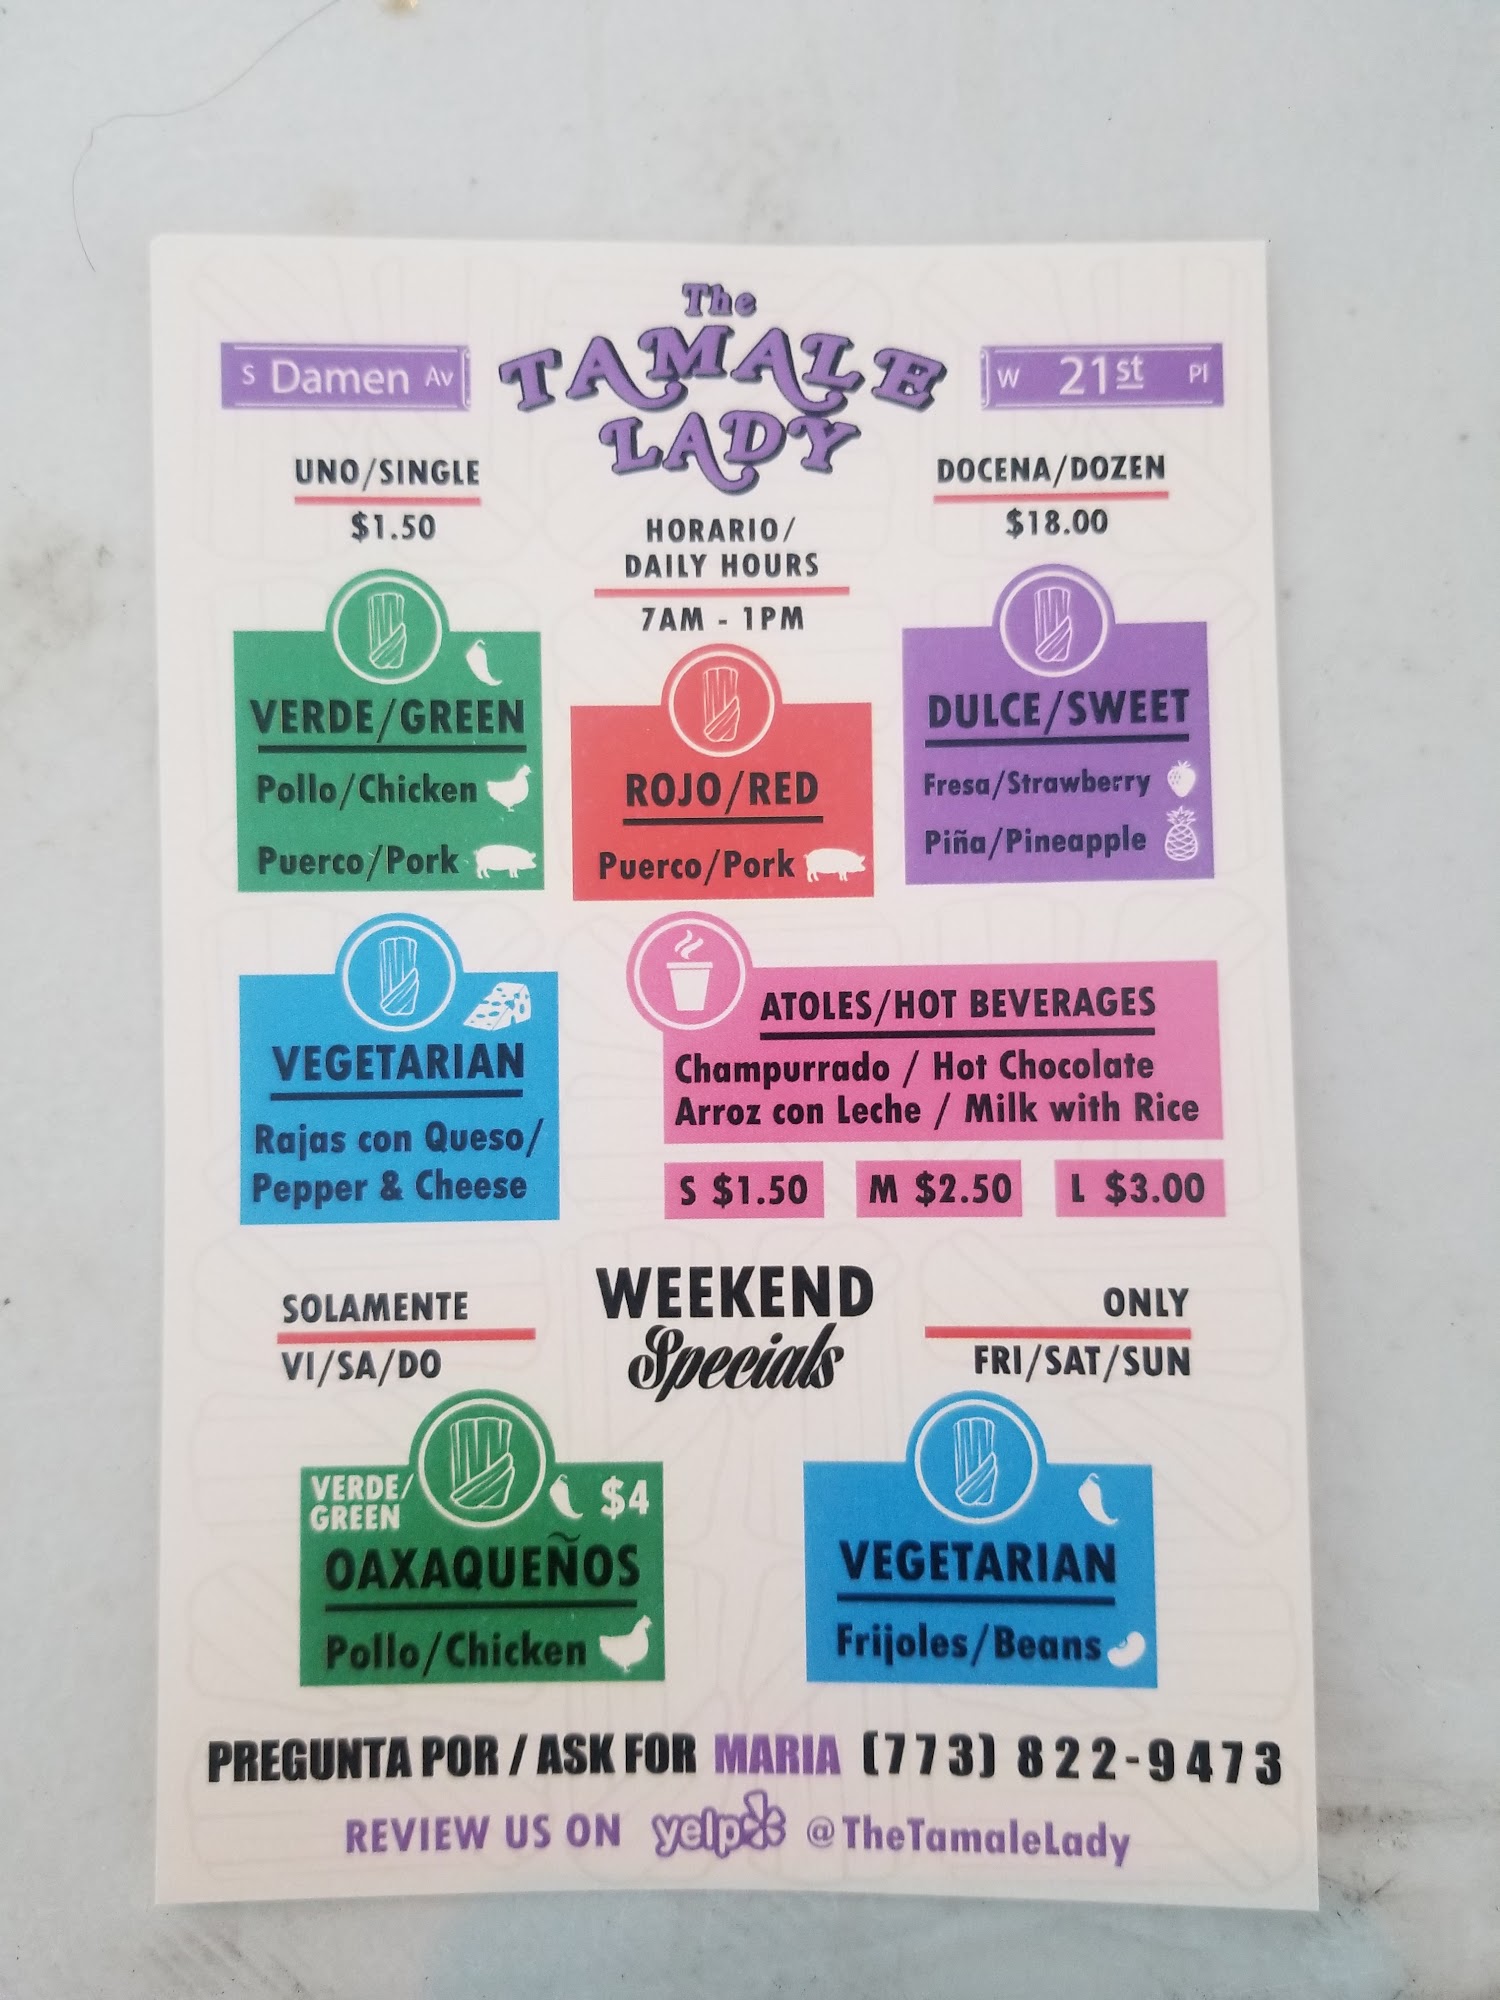 The
TAMALE
LADY
S Damen Av
W 21st Pl
UNO/SINGLE
$1.50
HORARIO/
DAILY HOURS
7AM - 1PM
DOCENA/DOZEN
$18.00
VERDE/GREEN
Pollo/Chicken
Puerco/Pork
ROJO/RED
Puerco/Pork
DULCE/SWEET
Fresa/Strawberry
Piña/Pineapple
VEGETARIAN
Rajas con Queso/
Pepper & Cheese
ATOLES/HOT BEVERAGES
Champurrado / Hot Chocolate
Arroz con Leche / Milk with Rice
S $1.50
M $2.50
L $3.00
SOLAMENTE
VI/SA/DO
WEEKEND
Specials
ONLY
FRI/SAT/SUN
VERDE/
GREEN
$4
OAXAQUEÑOS
Pollo/Chicken
VEGETARIAN
Frijoles/Beans
PREGUNTA POR / ASK FOR MARIA (773) 822-9473
REVIEW US ON yelp @TheTamaleLady